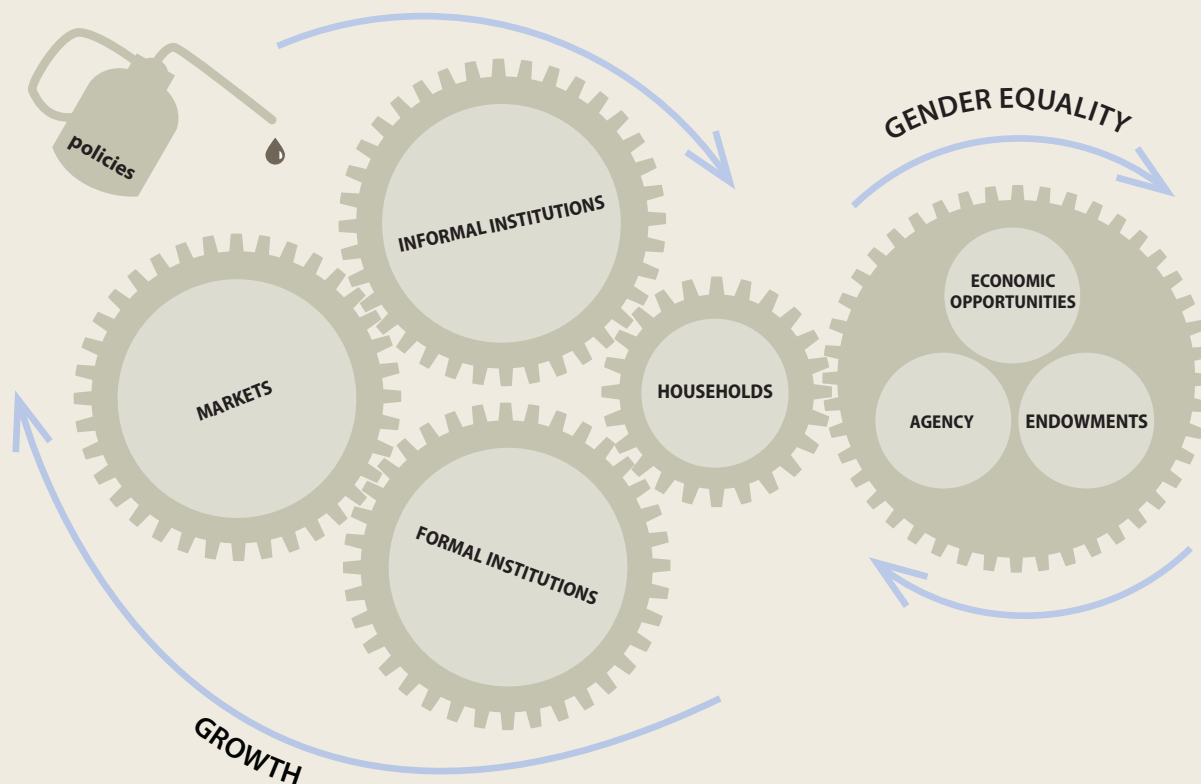 policies
GENDER EQUALITY
INFORMAL INSTITUTIONS
ECONOMIC
OPPORTUNITIES
MARKETS
HOUSEHOLDS
AGENCY
ENDOWMENTS
FORMAL INSTITUTIONS
GROWTH